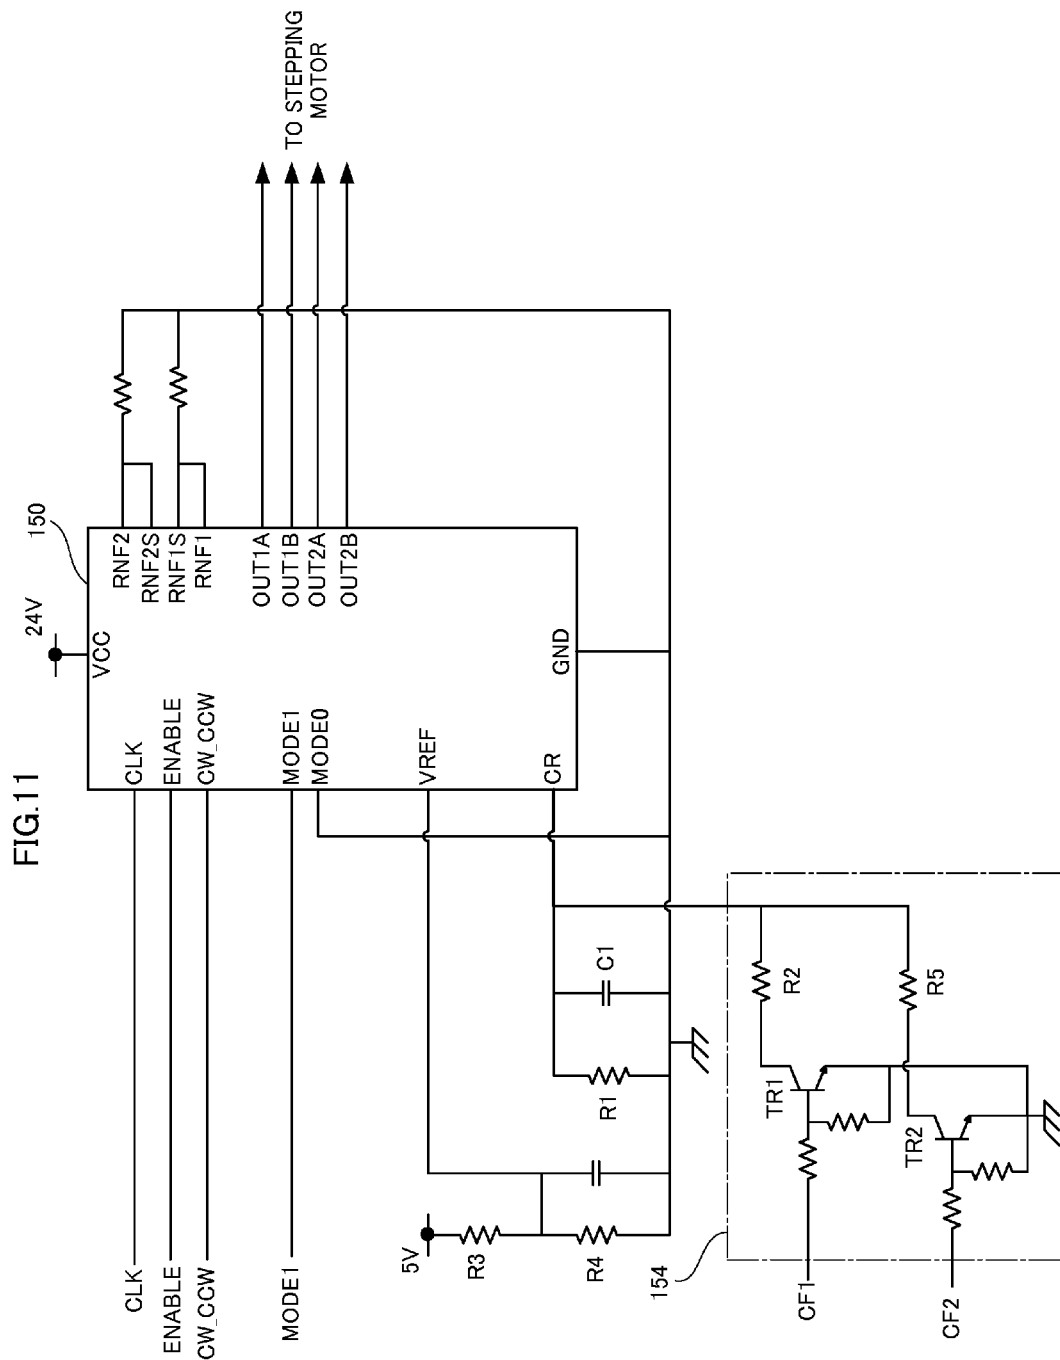 FIG.11
24V
150
VCC
CLK
CLK
ENABLE
ENABLE
CW_CCW
CW_CCW
MODE1
MODE1
MODE0
VREF
CR
GND
RNF2
RNF2S
RNF1S
RNF1
OUT1A
OUT1B
OUT2A
OUT2B
TO STEPPING
MOTOR
5V
R3
R4
R1
C1
154
R2
R5
TR1
TR2
CF1
CF2